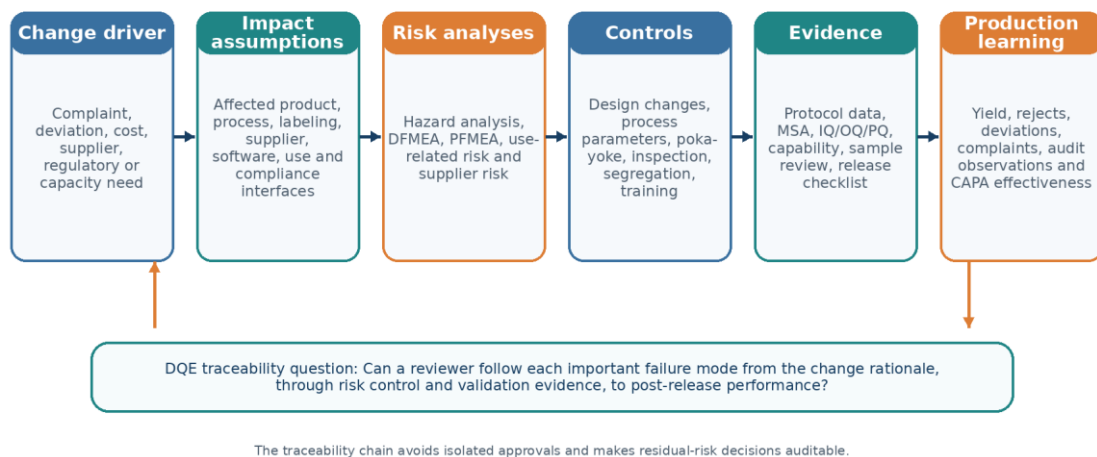 Change driver
Complaint,
deviation, cost,
supplier,
regulatory or
capacity need
Impact
assumptions
Affected product,
process, labeling,
supplier,
software, use and
compliance
interfaces
Risk analyses
Hazard analysis,
DFMEA, PFMEA, use-
related risk and
supplier risk
Controls
Design changes,
process
parameters, poka-
yoke, inspection,
segregation,
training
Evidence
Protocol data,
MSA, IQ/OQ/PQ,
capability, sample
review, release
checklist
Production
learning
Yield, rejects,
deviations,
complaints, audit
observations and
CAPA effectiveness
DQE traceability question: Can a reviewer follow each important failure mode from the change rationale,
through risk control and validation evidence, to post-release performance?
The traceability chain avoids isolated approvals and makes residual-risk decisions auditable.